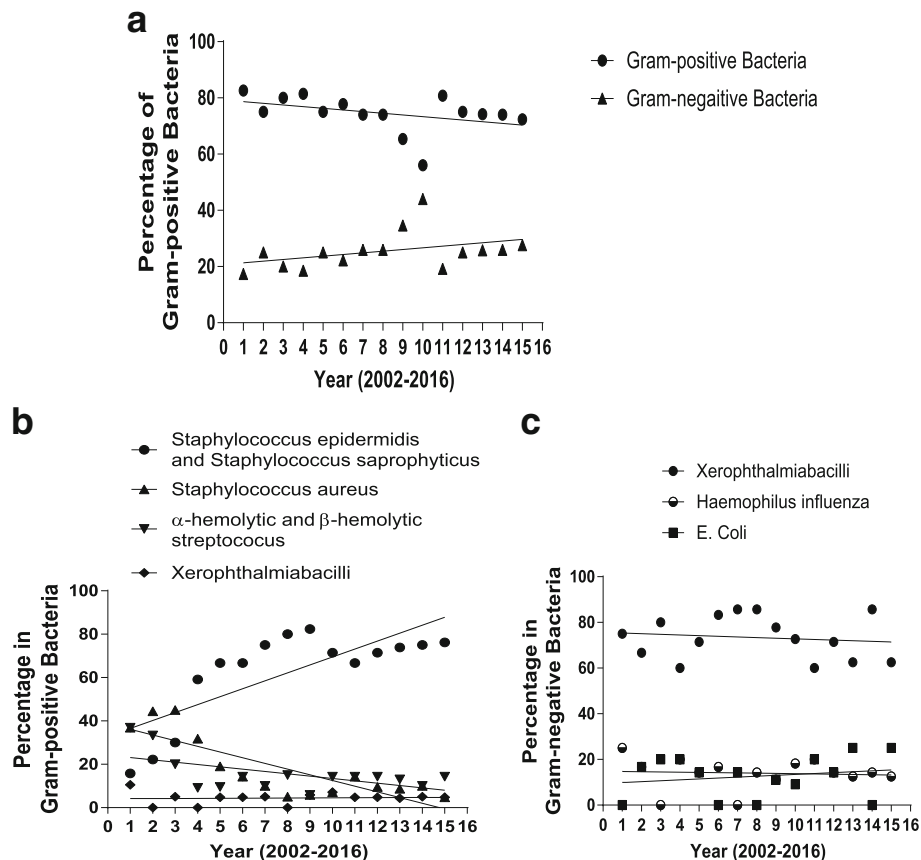 a
Percentage of
Gram-positive Bacteria
100
80
60
40
20
0
0 1 2 3 4 5 6 7 8 9 10 11 12 13 14 15 16
Year (2002-2016)
Gram-positive Bacteria
Gram-negaitive Bacteria
b
Staphylococcus epidermidis
and Staphylococcus saprophyticus
Staphylococcus aureus
α-hemolytic and β-hemolytic
streptococus
Xerophthalmiabacilli
Percentage in
Gram-positive Bacteria
100
80
60
40
20
0
0 1 2 3 4 5 6 7 8 9 10 11 12 13 14 15 16
Year (2002-2016)
c
Xerophthalmiabacilli
Haemophilus influenza
E. Coli
Percentage in
Gram-negative Bacteria
100
80
60
40
20
0
0 1 2 3 4 5 6 7 8 9 10 11 12 13 14 15 16
Year (2002-2016)